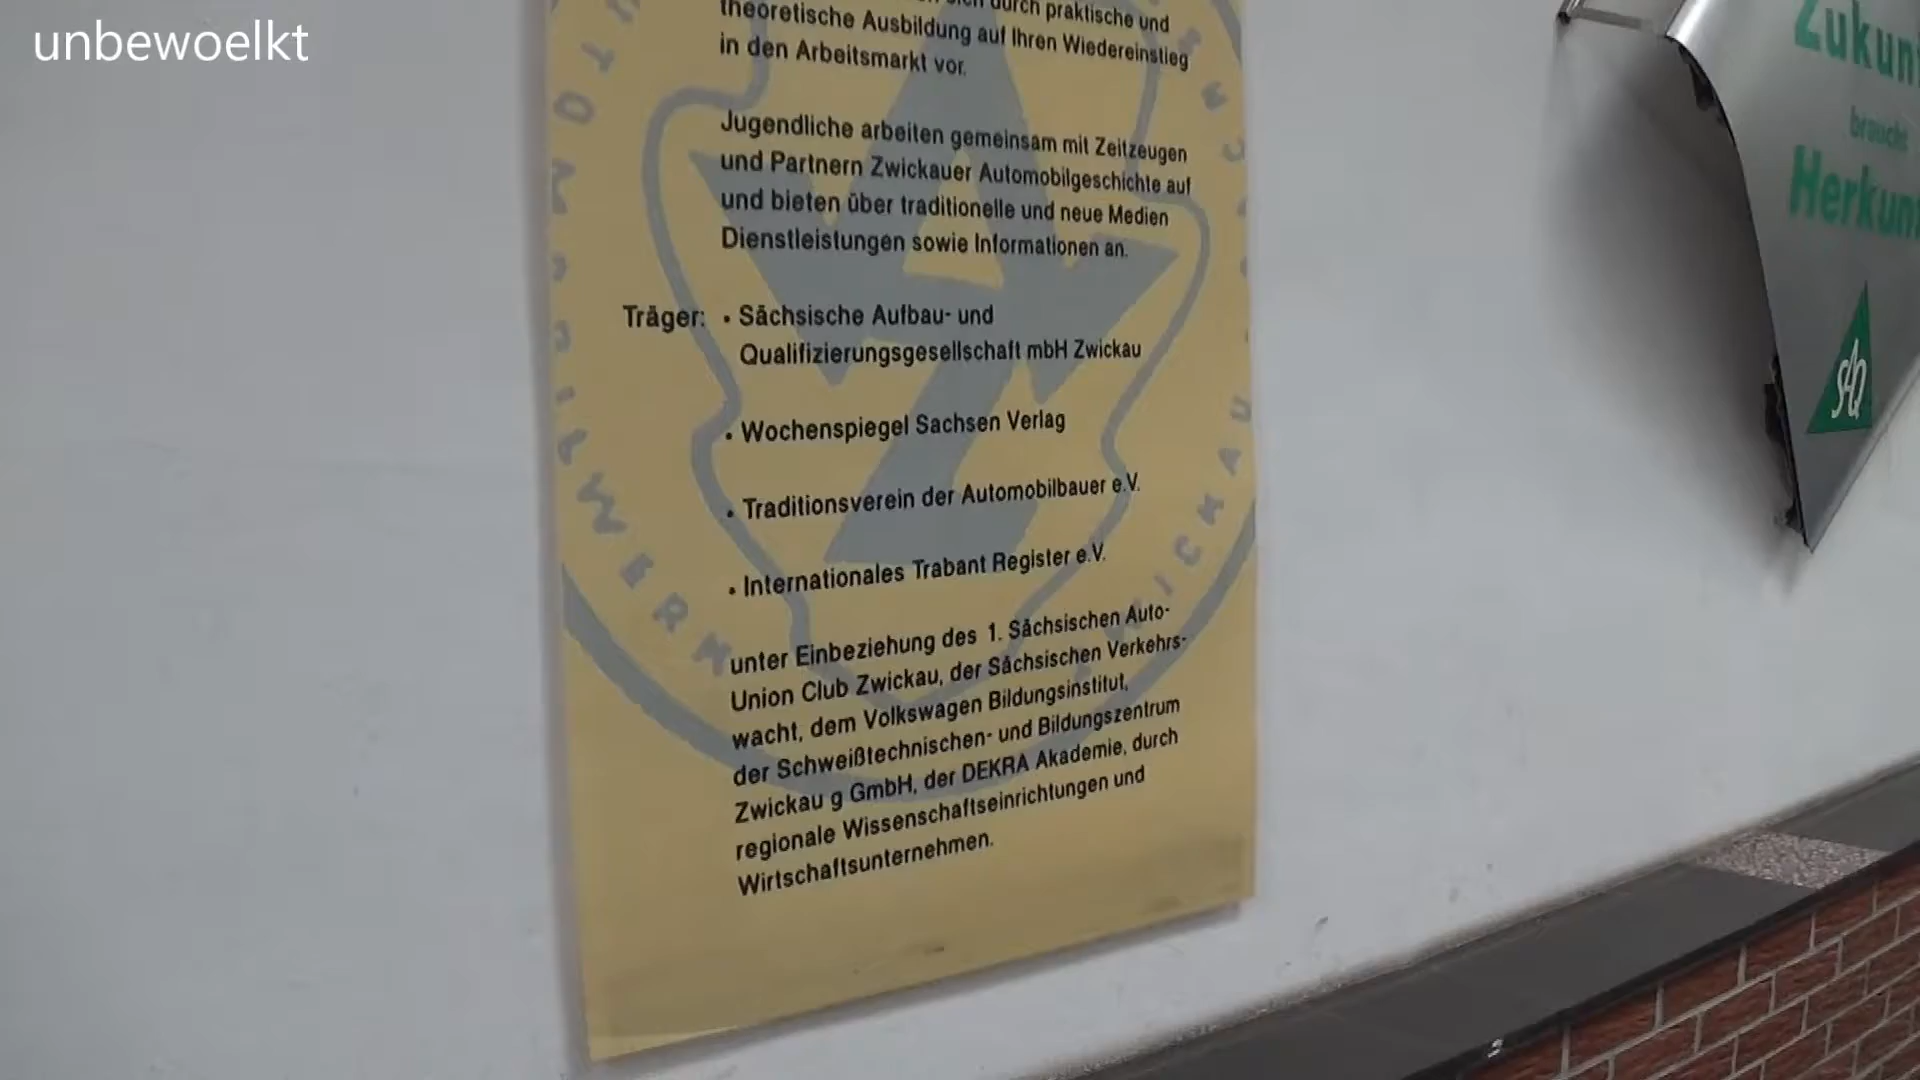 unbewoelkt
durch praktische und
theoretische Ausbildung auf Ihren Wiedereinstieg
in den Arbeitsmarkt vor.
Jugendliche arbeiten gemeinsam mit Zeitzeugen
und Partnern Zwickauer Automobilgeschichte auf
und bieten über traditionelle und neue Medien
Dienstleistungen sowie Informationen an.
Träger: • Sächsische Aufbau- und
Qualifizierungsgesellschaft mbH Zwickau
• Wochenspiegel Sachsen Verlag
• Traditionsverein der Automobilbauer e.V.
• Internationales Trabant Register e.V.
unter Einbeziehung des 1. Sächsischen Auto-
Union Club Zwickau, der Sächsischen Verkehrs-
wacht, dem Volkswagen Bildungsinstitut,
der Schweißtechnischen- und Bildungszentrum
Zwickau g GmbH, der DEKRA Akademie, durch
regionale Wissenschaftseinrichtungen und
Wirtschaftsunternehmen.
Zukun
braucht
Herkun
SAQ